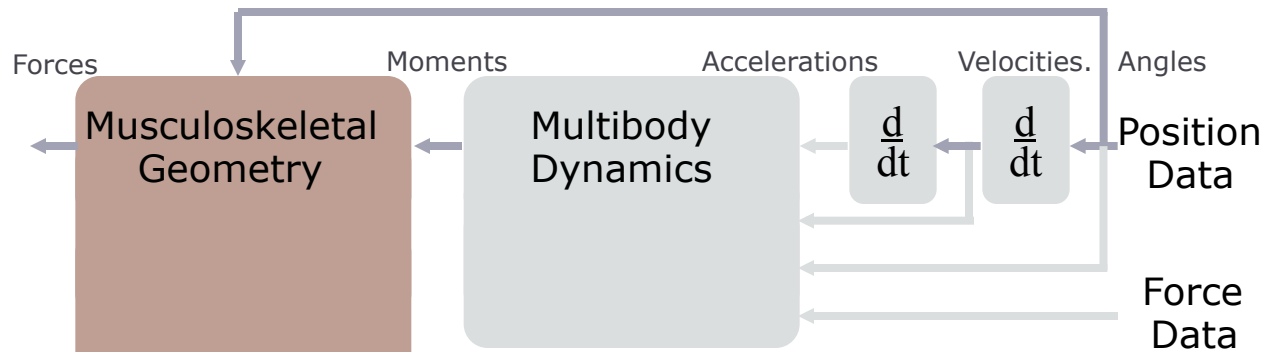 Forces
Moments
Accelerations
Velocities.
Angles
Musculoskeletal
Geometry
Multibody
Dynamics
d
dt
d
dt
Position
Data
Force
Data